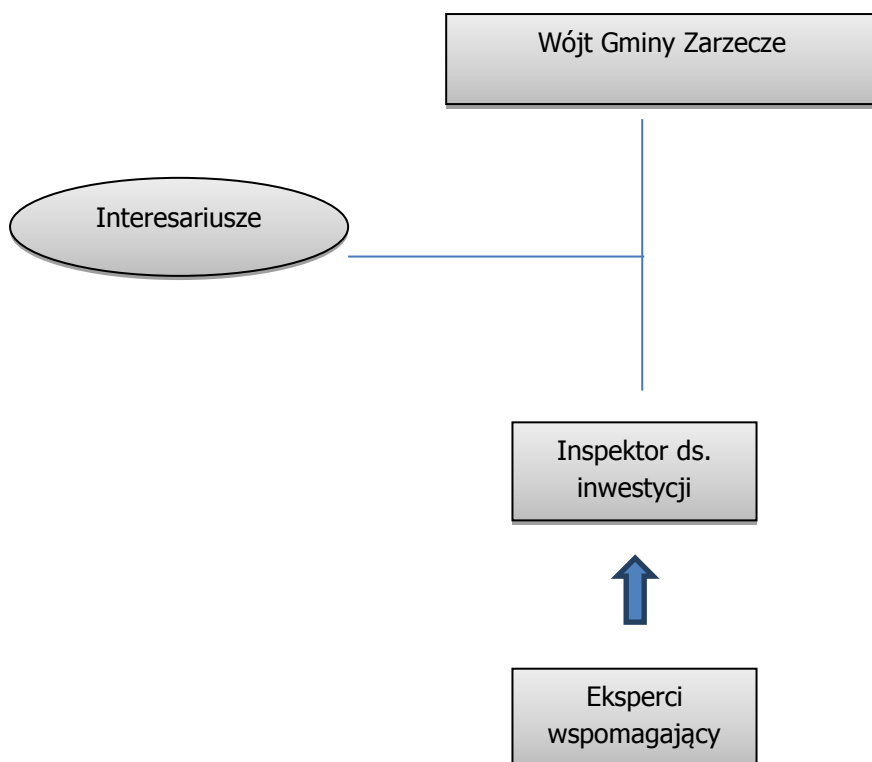 Wójt Gminy Zarzecze
Interesariusze
Inspektor ds.
inwestycji
Eksperci
wspomagający